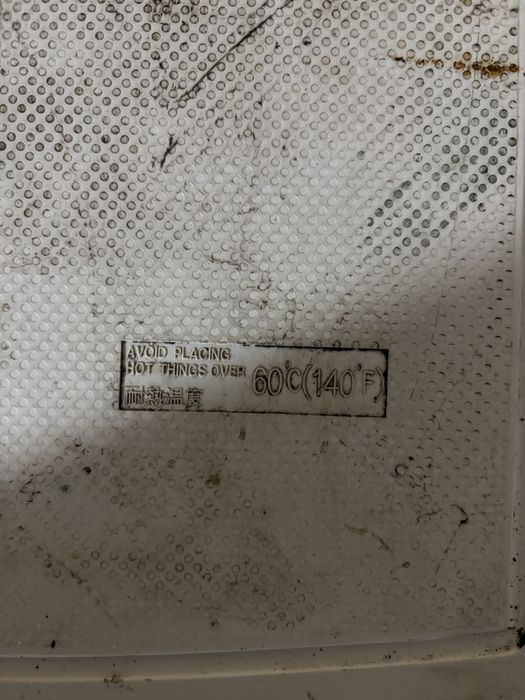 AVOID PLACING
HOT THINGS OVER 60°C(140°F)
耐熱温度